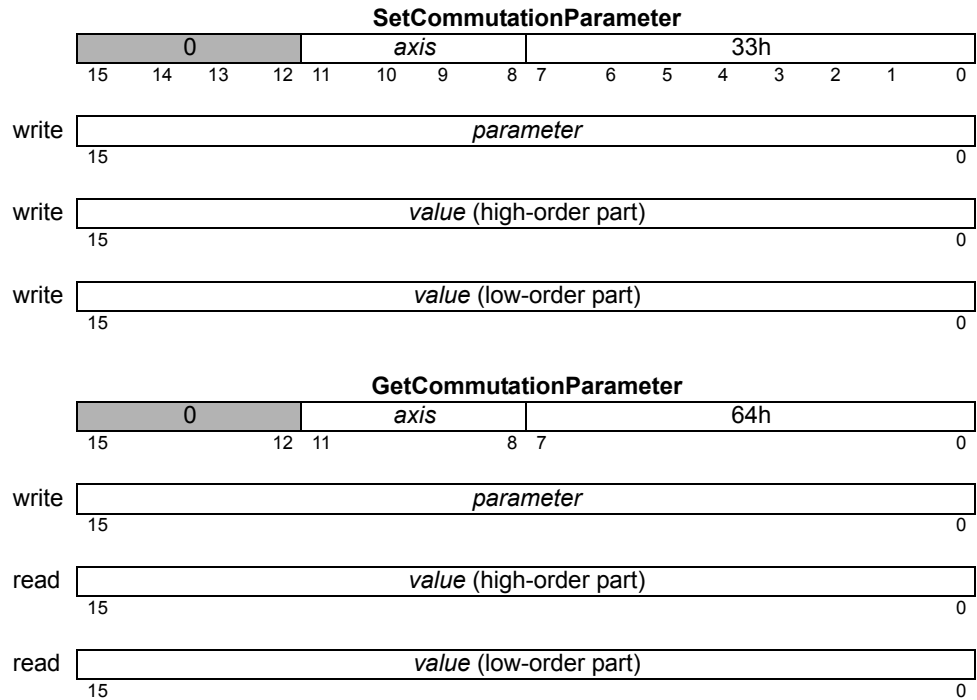 SetCommutationParameter
0 axis 33h
15 14 13 12 11 10 9 8 7 6 5 4 3 2 1 0
write parameter
15 0
write value (high-order part)
15 0
write value (low-order part)
15 0
GetCommutationParameter
0 axis 64h
15 12 11 8 7 0
write parameter
15 0
read value (high-order part)
15 0
read value (low-order part)
15 0